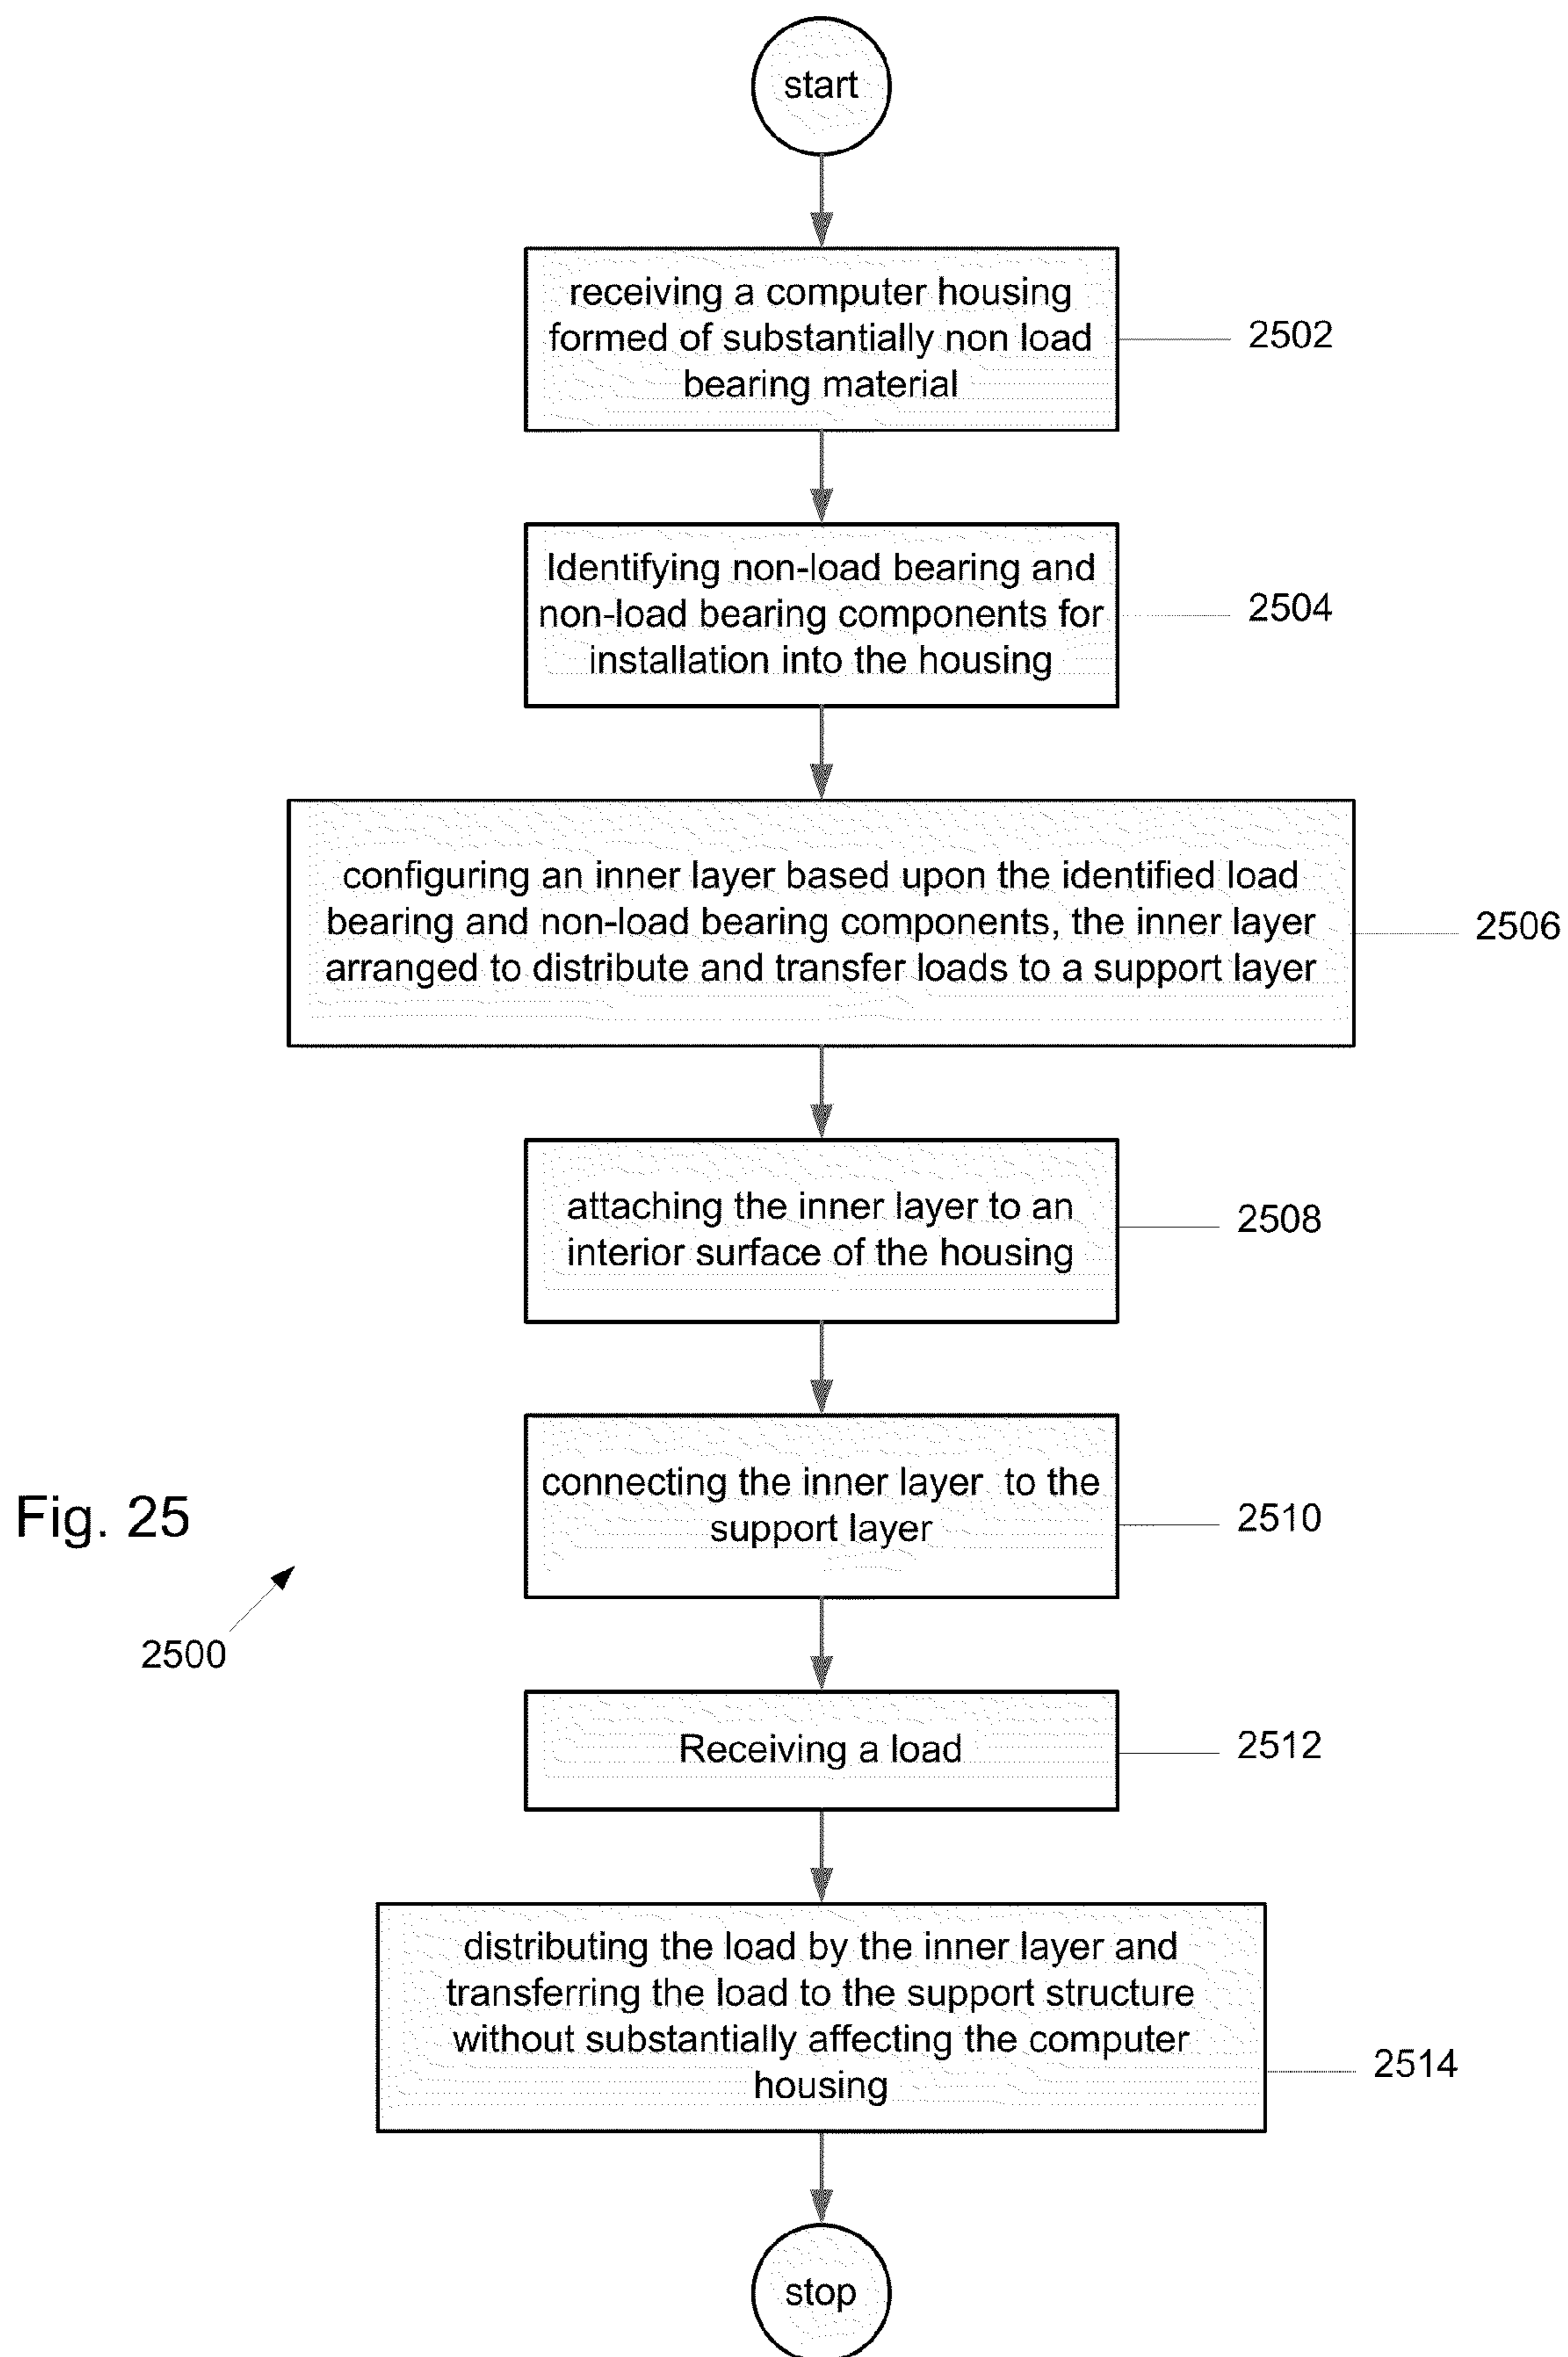 start
receiving a computer housing
formed of substantially non load
bearing material
2502
Identifying non-load bearing and
non-load bearing components for
installation into the housing
2504
configuring an inner layer based upon the identified load
bearing and non-load bearing components, the inner layer
arranged to distribute and transfer loads to a support layer
2506
attaching the inner layer to an
interior surface of the housing
2508
connecting the inner layer to the
support layer
2510
Fig. 25
2500
Receiving a load
2512
distributing the load by the inner layer and
transferring the load to the support structure
without substantially affecting the computer
housing
2514
stop